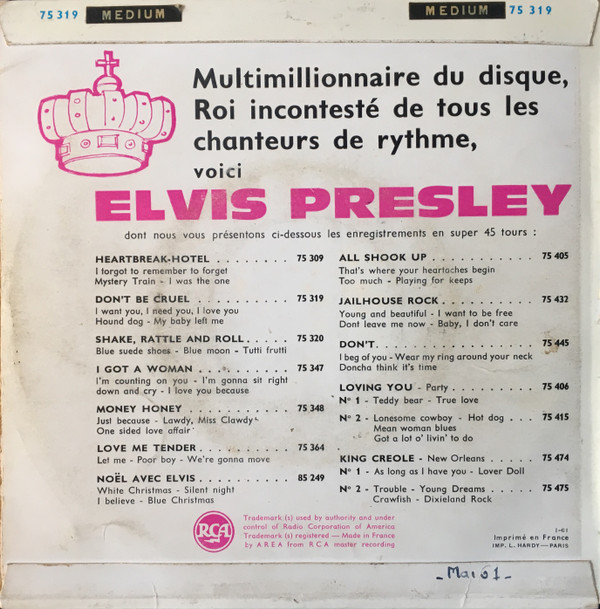 75 319 MEDIUM
MEDIUM 75 319
Multimillionnaire du disque,
Roi incontesté de tous les
chanteurs de rythme,
voici
ELVIS PRESLEY
dont nous vous présentons ci-dessous les enregistrements en super 45 tours :
HEARTBREAK-HOTEL . . . . . . . . 75 309
I forgot to remember to forget
Mystery Train - I was the one
DON'T BE CRUEL . . . . . . . . . . 75 319
I want you, I need you, I love you
Hound dog - My baby left me
SHAKE, RATTLE AND ROLL . . . . . 75 320
Blue suede shoes - Blue moon - Tutti frutti
I GOT A WOMAN . . . . . . . . . . 75 347
I'm counting on you - I'm gonna sit right
down and cry - I love you because
MONEY HONEY . . . . . . . . . . . 75 348
Just because - Lawdy, Miss Clawdy
One sided love affair
LOVE ME TENDER . . . . . . . . . . 75 364
Let me - Poor boy - We're gonna move
NOËL AVEC ELVIS . . . . . . . . . . 85 249
White Christmas - Silent night
I believe - Blue Christmas
ALL SHOOK UP . . . . . . . . . . . 75 405
That's where your heartaches begin
Too much - Playing for keeps
JAILHOUSE ROCK . . . . . . . . . . 75 432
Young and beautiful - I want to be free
Dont leave me now - Baby, I don't care
DON'T . . . . . . . . . . . . . . . . 75 445
I beg of you - Wear my ring around your neck
Doncha think it's time
LOVING YOU - Party . . . . . . . . . 75 406
N° 1 - Teddy bear - True love
N° 2 - Lonesome cowboy - Hot dog . . . 75 415
Mean woman blues
Got a lot o' livin' to do
KING CREOLE - New Orleans . . . . . 75 474
N° 1 - As long as I have you - Lover Doll
N° 2 - Trouble - Young Dreams . . . . . 75 475
Crawfish - Dixieland Rock
RCA
Trademark (s) used by authority and under
control of Radio Corporation of America
Trademark (s) registered — Made in France
by A R E A from R C A master recording
1-61
Imprimé en France
IMP. L. HARDY — PARIS
- Mai 61 -